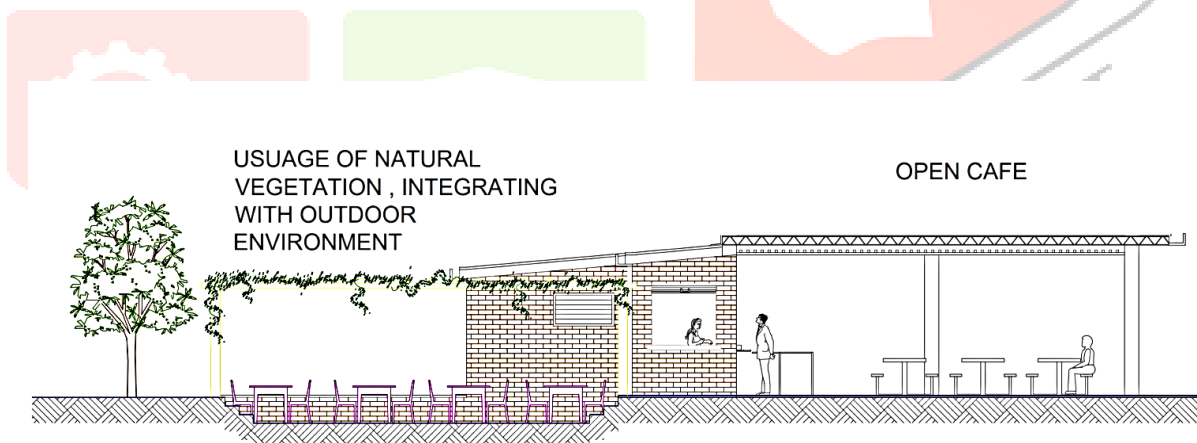 USUAGE OF NATURAL
VEGETATION , INTEGRATING
WITH OUTDOOR
ENVIRONMENT
OPEN CAFE